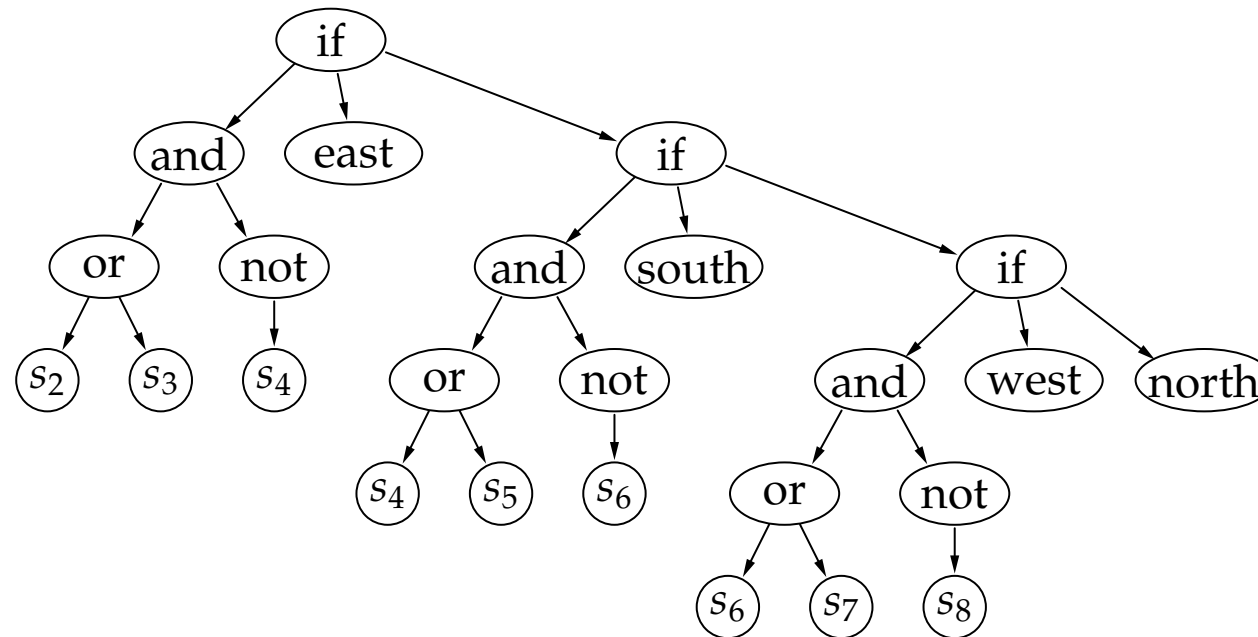 if
and east if
or not and south if
s2 s3 s4 or not and west north
s4 s5 s6 or not
s6 s7 s8